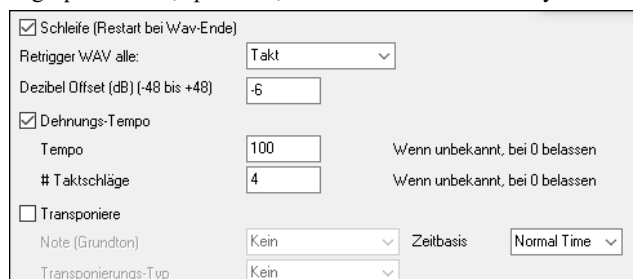 Schleife (Restart bei Wav-Ende)
Retrigger WAV alle: Takt
Dezibel Offset (dB) (-48 bis +48) -6
Dehnungs-Tempo
Tempo 100 Wenn unbekannt, bei 0 belassen
# Taktschläge 4 Wenn unbekannt, bei 0 belassen
Transponiere
Note (Grundton) Kein Zeitbasis Normal Time
Transponierungs-Typ Kein